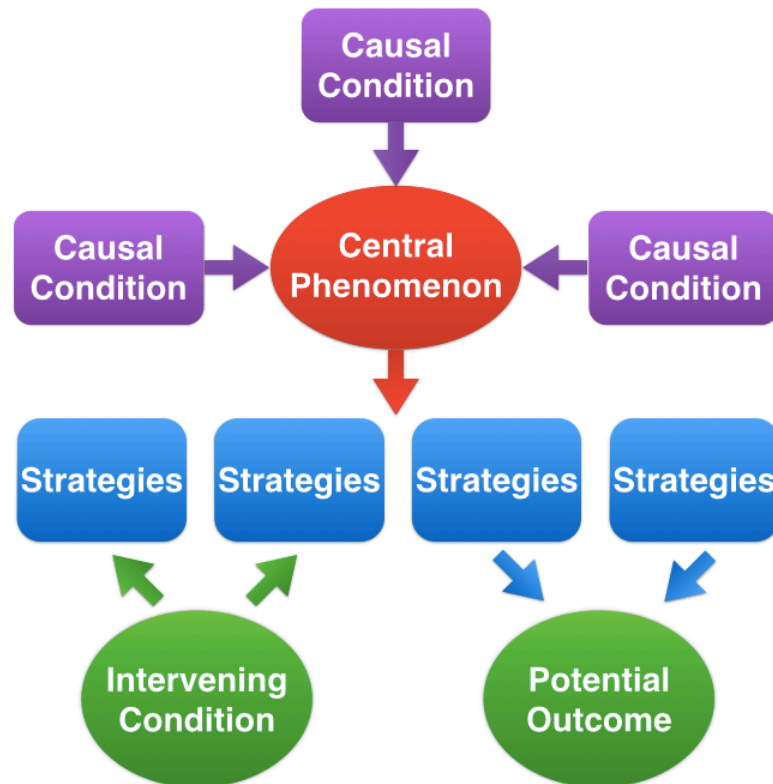 Causal
Condition
Causal
Condition
Central
Phenomenon
Causal
Condition
Strategies
Strategies
Strategies
Strategies
Intervening
Condition
Potential
Outcome